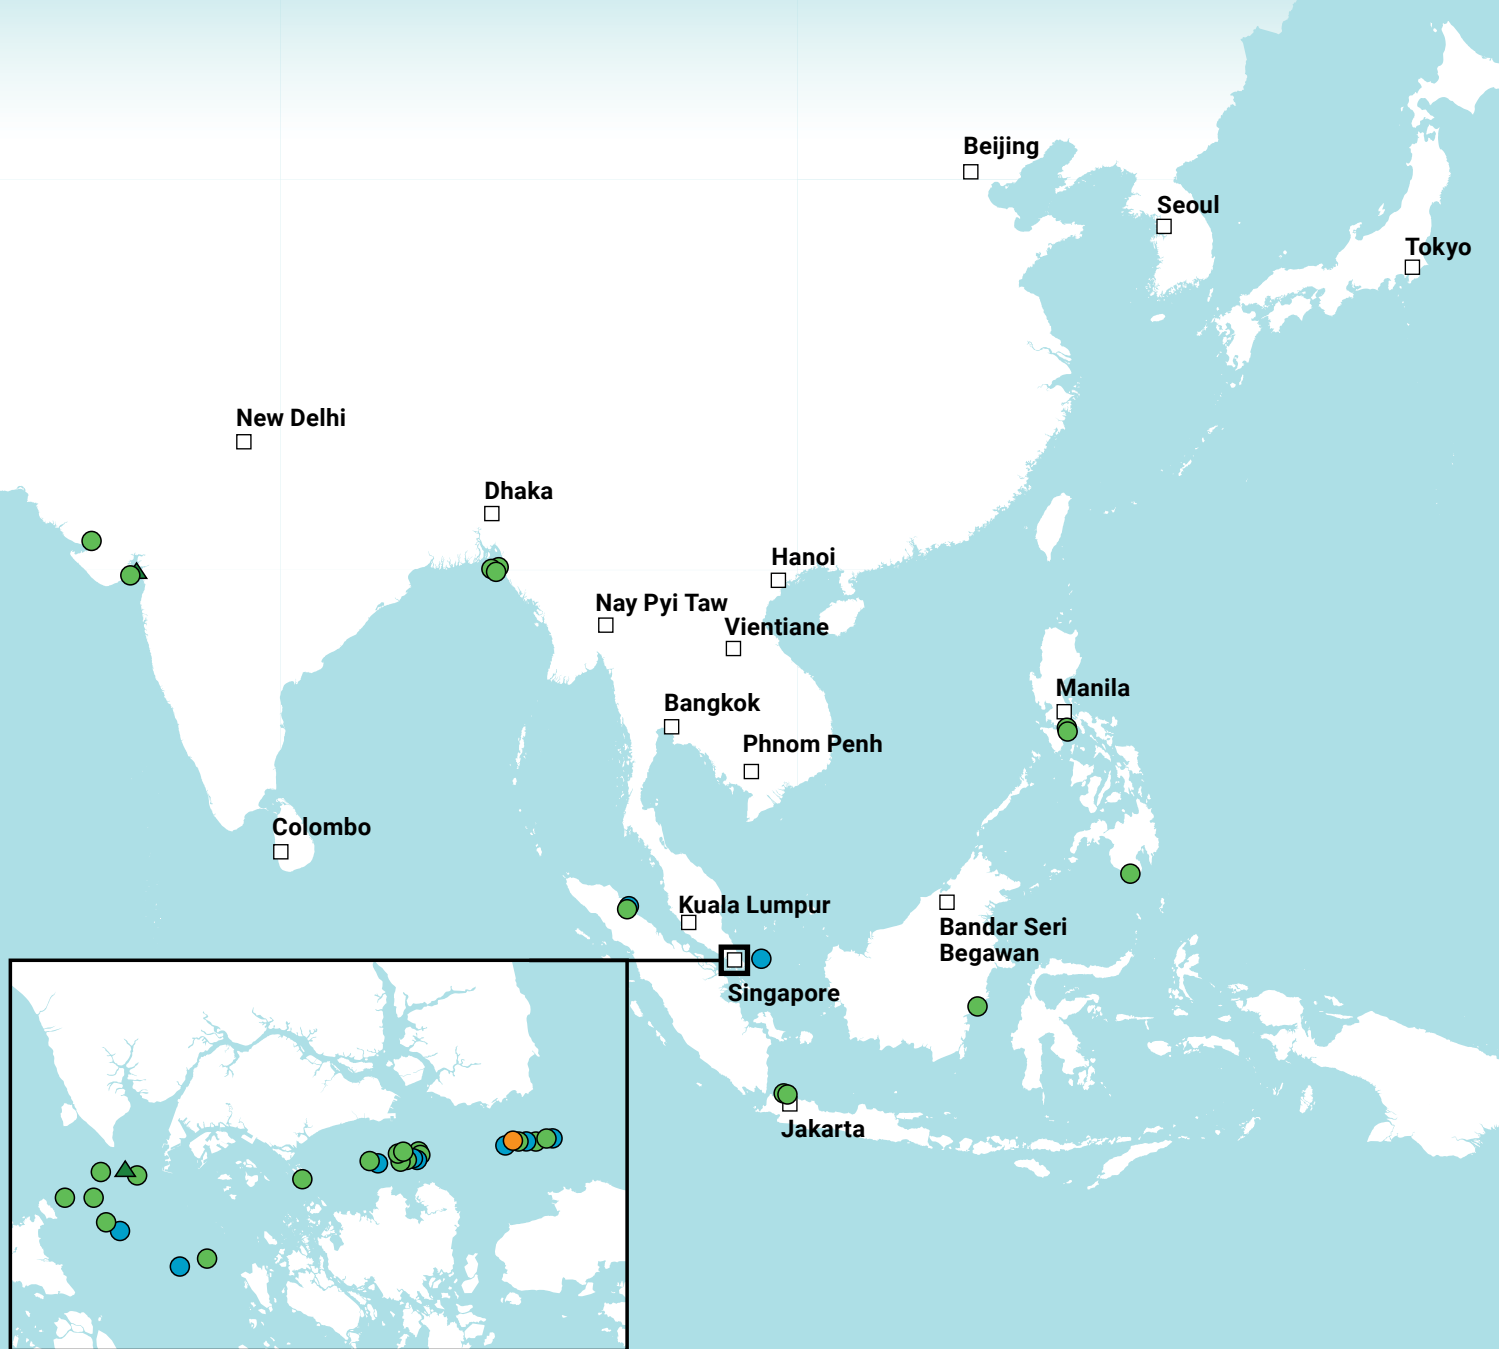 Beijing
Seoul
Tokyo
New Delhi
Dhaka
Hanoi
Nay Pyi Taw
Vientiane
Manila
Bangkok
Phnom Penh
Colombo
Kuala Lumpur
Bandar Seri
Begawan
Singapore
Jakarta